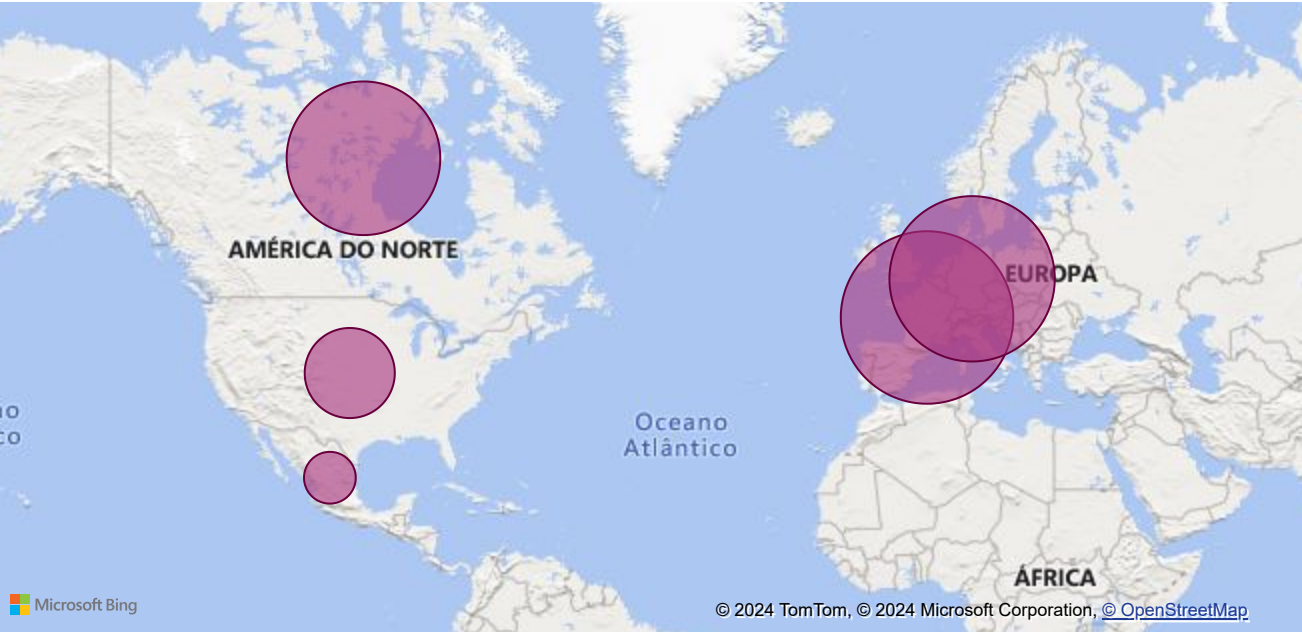 AMÉRICA DO NORTE
EUROPA
Oceano
Atlântico
ÁFRICA
Microsoft Bing
© 2024 TomTom, © 2024 Microsoft Corporation, © OpenStreetMap